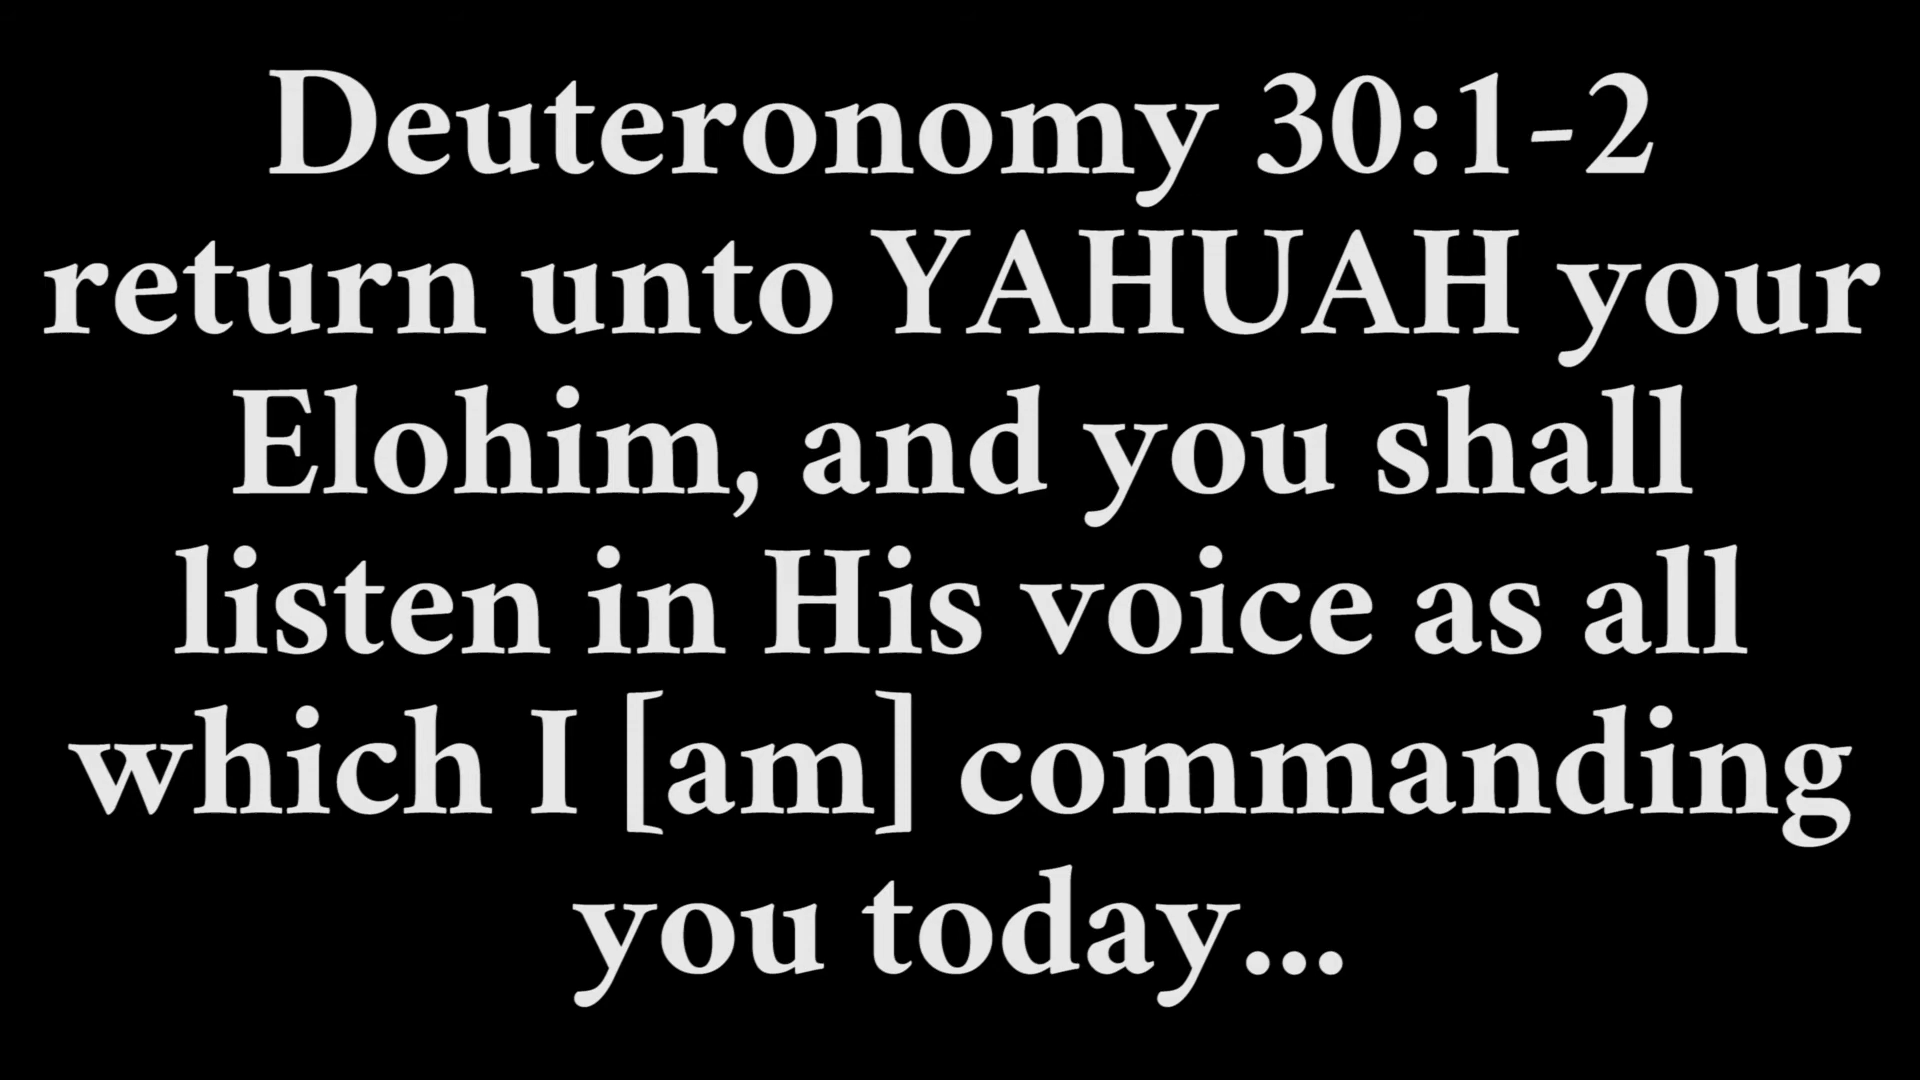 Deuteronomy 30:1-2
return unto YAHUAH your
Elohim, and you shall
listen in His voice as all
which I [am] commanding
you today...